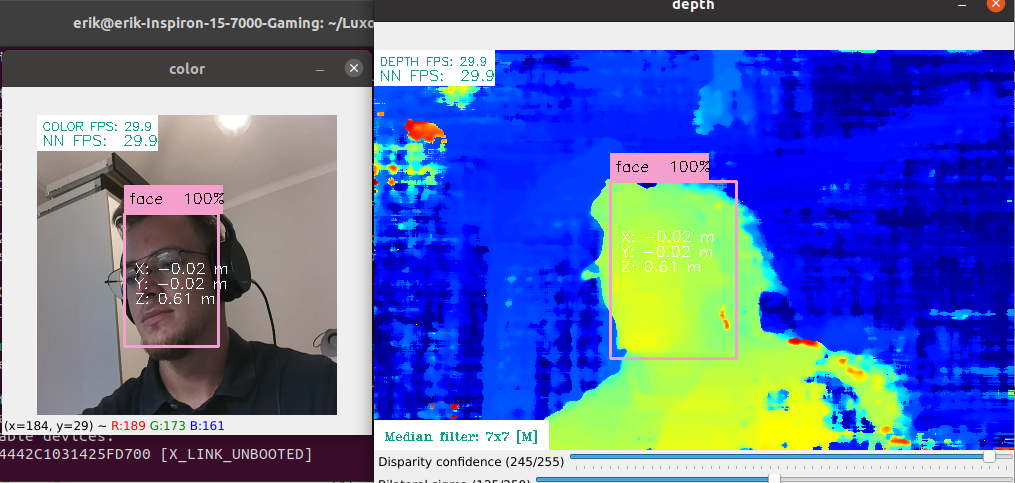 erik@erik-Inspiron-15-7000-Gaming: ~/Luxo
depth
color
COLOR FPS: 29.9
NN FPS: 29.9
face 100%
X: -0.02 m
Y: -0.02 m
Z: 0.61 m
(x=184, y=29) ~ R:189 G:173 B:161
able devices:
4442C1031425FD700 [X_LINK_UNBOOTED]
DEPTH FPS: 29.9
NN FPS: 29.9
face 100%
X: -0.02 m
Y: -0.02 m
Z: 0.61 m
Median filter: 7x7 [M]
Disparity confidence (245/255)
Bilateral sigma (135/250)